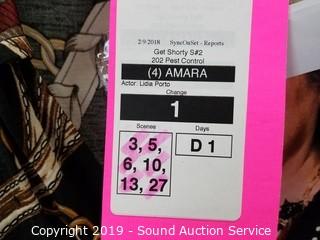 2/9/2018 SyncOnSet - Reports
Get Shorty S#2
202 Pest Control
(4) AMARA
Actor: Lidia Porto
Change
1
Scenes
Days
3, 5,
6, 10,
13, 27
D 1
Copyright 2019 - Sound Auction Service